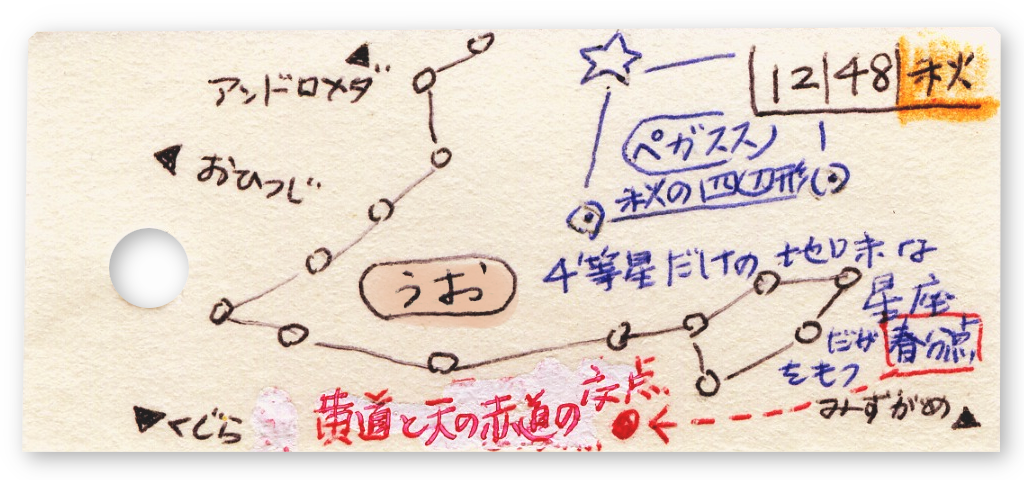 アンドロメダ
12 48 秋
ペガススノ
秋の四辺形
おひつじ
うお
4等星だけの地味な
星座
だが春分点
をもつ
みずがめ
くじら
黄道と天の赤道の交点